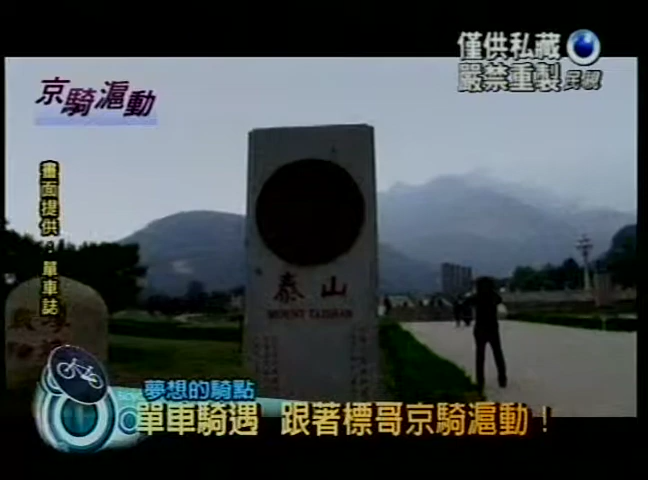 僅供私藏
嚴禁重製
民視
京騎滬動
畫面提供：單車誌
泰山
MOUNT TAISHAN
夢想的騎點
單車騎遇 跟著標哥京騎滬動！